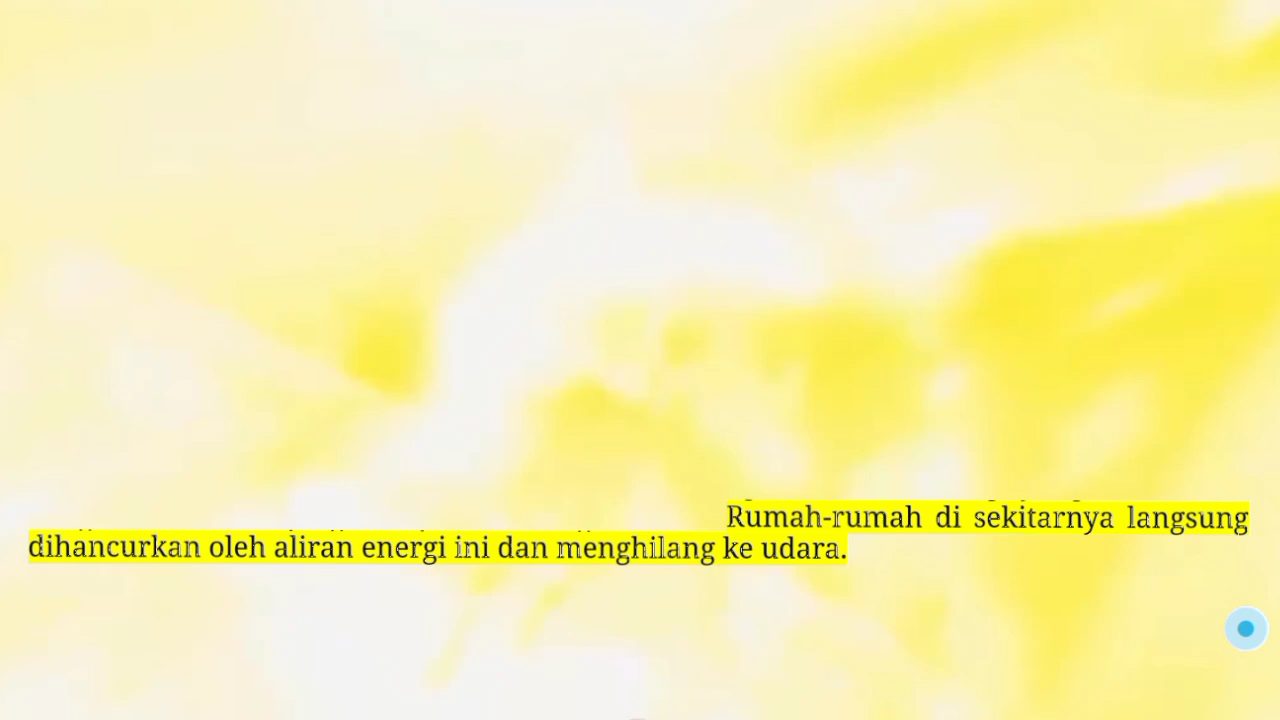 Rumah-rumah di sekitarnya langsung
dihancurkan oleh aliran energi ini dan menghilang ke udara.